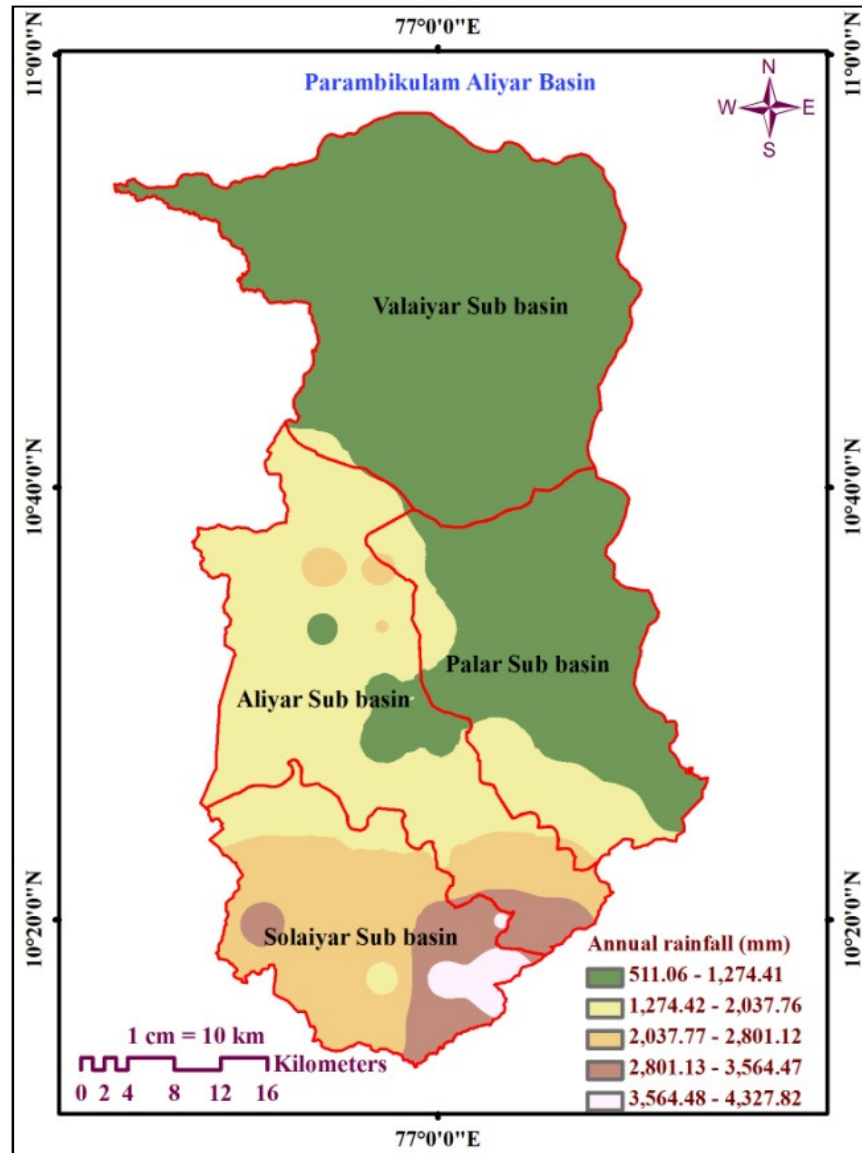 77°0'0"E
11°0'0"N
11°0'0"N
Parambikulam Aliyar Basin
N
W
E
S
Valaiyar Sub basin
10°40'0"N
10°40'0"N
Palar Sub basin
Aliyar Sub basin
10°20'0"N
10°20'0"N
Solaiyar Sub basin
Annual rainfall (mm)
511.06 - 1,274.41
1,274.42 - 2,037.76
2,037.77 - 2,801.12
2,801.13 - 3,564.47
3,564.48 - 4,327.82
1 cm = 10 km
Kilometers
0 2 4 8 12 16
77°0'0"E